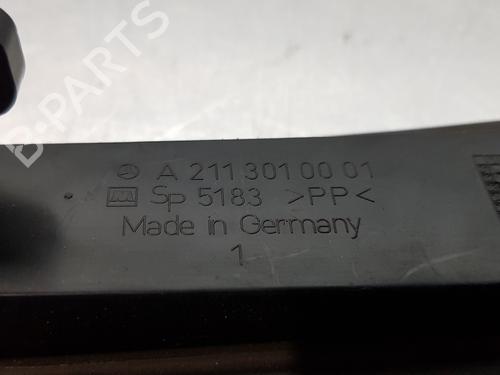 A 211 301 00 01
Sp 5183 >PP<
Made in Germany
1
B-PARTS